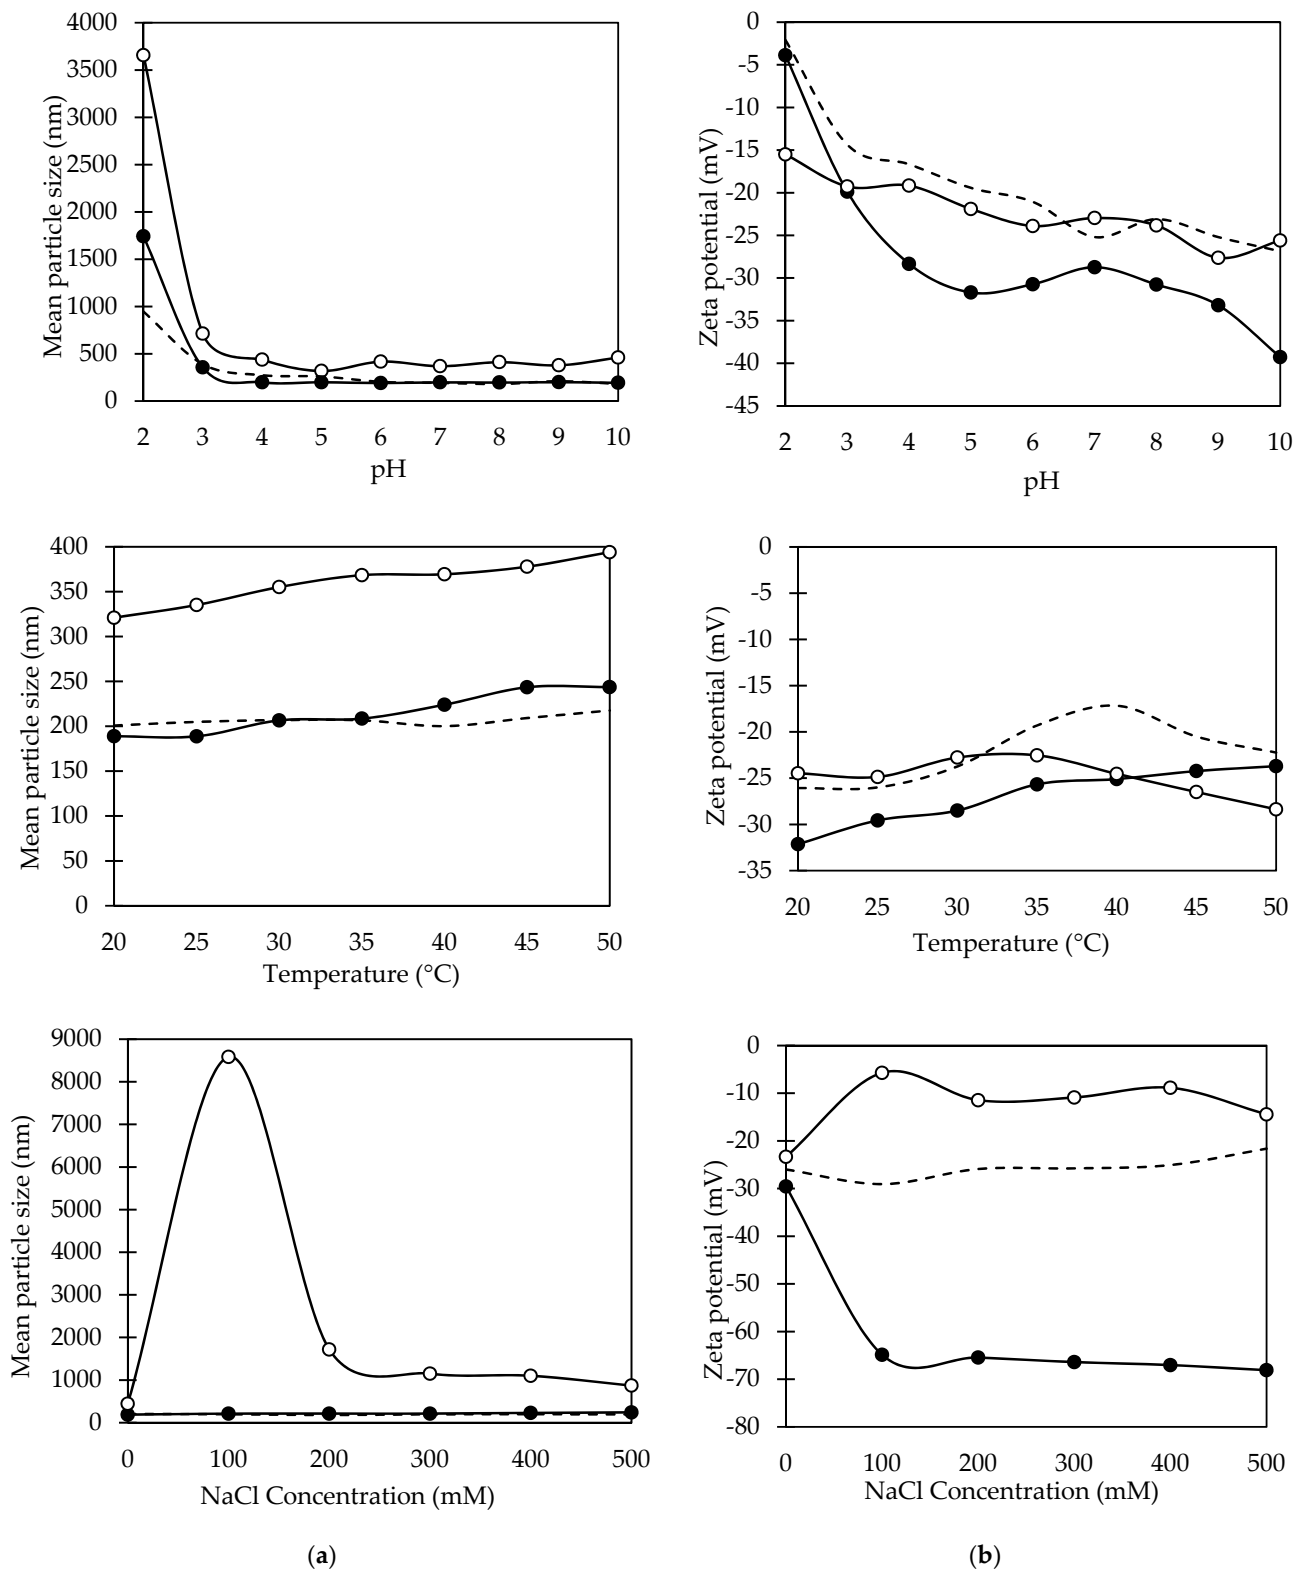 4000
3500
3000
2500
2000
1500
1000
500
0
Mean particle size (nm)
2 3 4 5 6 7 8 9 10
pH
0
-5
-10
-15
-20
-25
-30
-35
-40
-45
Zeta potential (mV)
2 3 4 5 6 7 8 9 10
pH
400
350
300
250
200
150
100
50
0
Mean particle size (nm)
20 25 30 35 40 45 50
Temperature (°C)
0
-5
-10
-15
-20
-25
-30
-35
Zeta potential (mV)
20 25 30 35 40 45 50
Temperature (°C)
9000
8000
7000
6000
5000
4000
3000
2000
1000
0
Mean particle size (nm)
0 100 200 300 400 500
NaCl Concentration (mM)
0
-10
-20
-30
-40
-50
-60
-70
-80
Zeta potential (mV)
0 100 200 300 400 500
NaCl Concentration (mM)
(a)
(b)